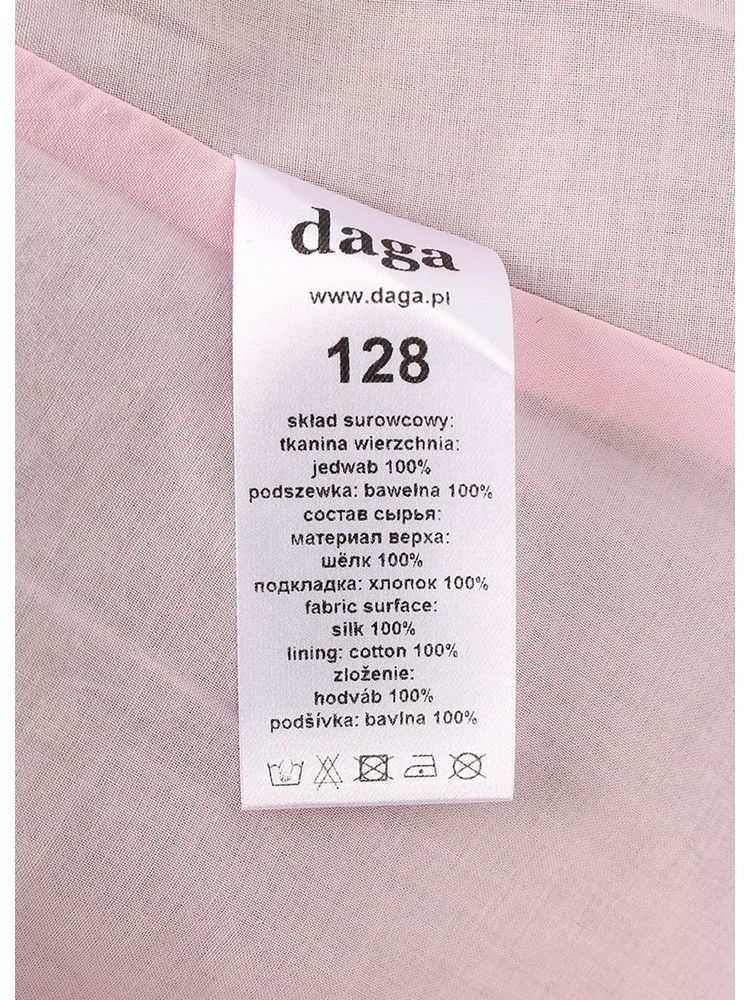 daga
www.daga.pl
128
skład surowcowy:
tkanina wierzchnia:
jedwab 100%
podszewka: bawełna 100%
состав сырья:
материал верха:
шёлк 100%
подкладка: хлопок 100%
fabric surface:
silk 100%
lining: cotton 100%
zloženie:
hodváb 100%
podšívka: bavlna 100%